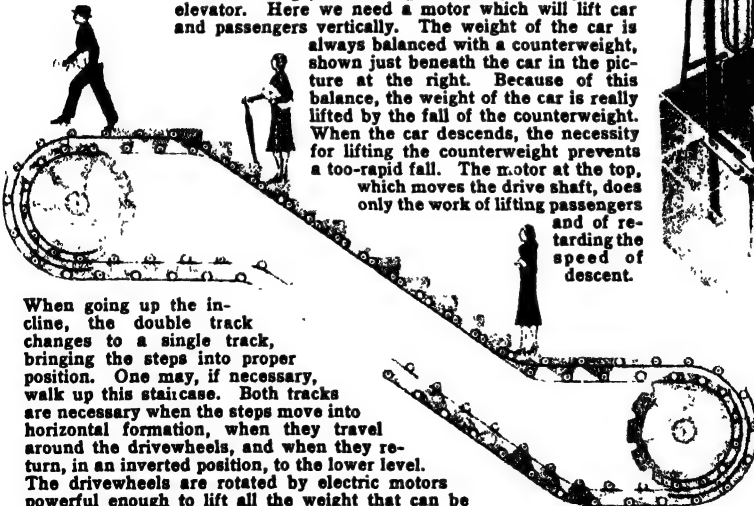 elevator. Here we need a motor which will lift car
and passengers vertically. The weight of the car is
always balanced with a counterweight,
shown just beneath the car in the pic-
ture at the right. Because of this
balance, the weight of the car is really
lifted by the fall of the counterweight.
When the car descends, the necessity
for lifting the counterweight prevents
a too-rapid fall. The motor at the top,
which moves the drive shaft, does
only the work of lifting passengers
and of re-
tarding the
speed of
descent.
When going up the in-
cline, the double track
changes to a single track,
bringing the steps into proper
position. One may, if necessary,
walk up this staircase. Both tracks
are necessary when the steps move into
horizontal formation, when they travel
around the drivewheels, and when they re-
turn, in an inverted position, to the lower level.
The drivewheels are rotated by electric motors
powerful enough to lift all the weight that can be